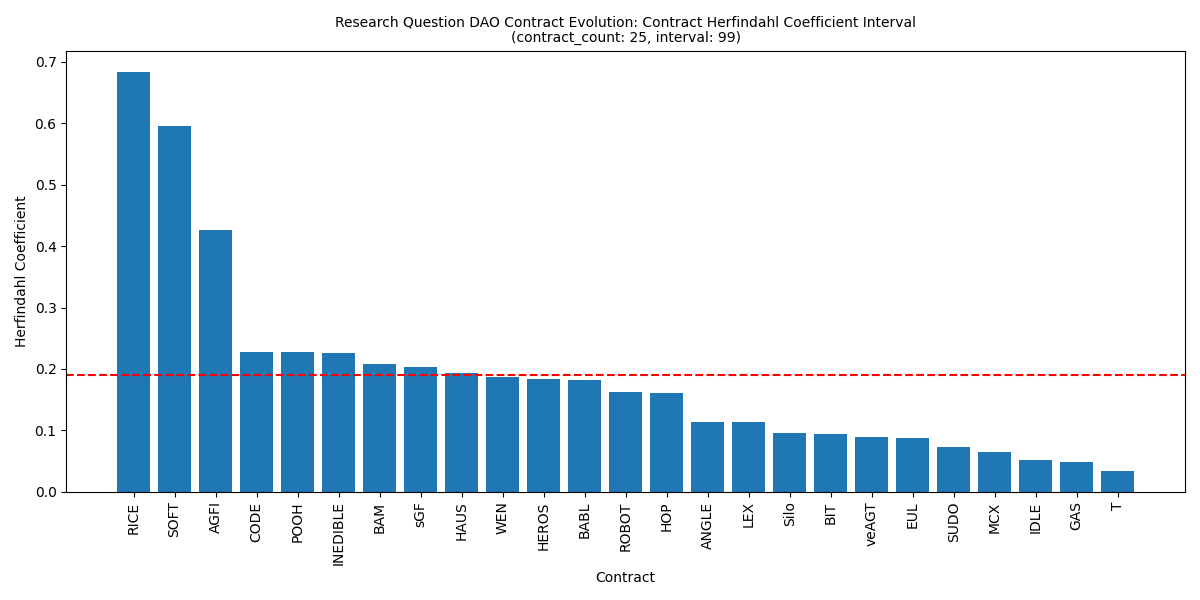 Research Question DAO Contract Evolution: Contract Herfindahl Coefficient Interval
(contract_count: 25, interval: 99)
Herfindahl Coefficient
0.7
0.6
0.5
0.4
0.3
0.2
0.1
0.0
RICE
SOFT
AGFI
CODE
POOH
INEDIBLE
BAM
sGF
HAUS
WEN
HEROS
BABL
ROBOT
HOP
ANGLE
LEX
Silo
BIT
veAGT
EUL
SUDO
MCX
IDLE
GAS
T
Contract